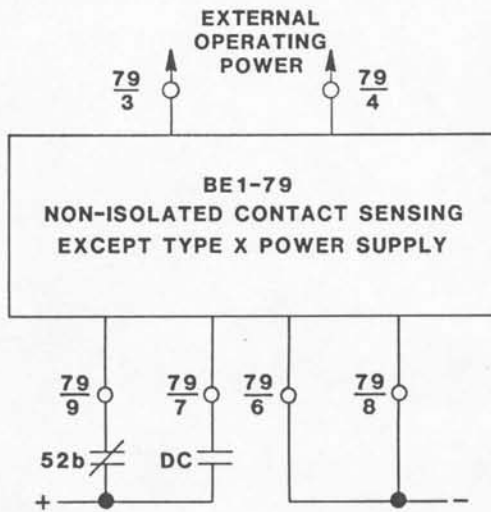 EXTERNAL
OPERATING
POWER
79
3
79
4
BE1-79
NON-ISOLATED CONTACT SENSING
EXCEPT TYPE X POWER SUPPLY
79
9
79
7
79
6
79
8
52b
DC
+
-